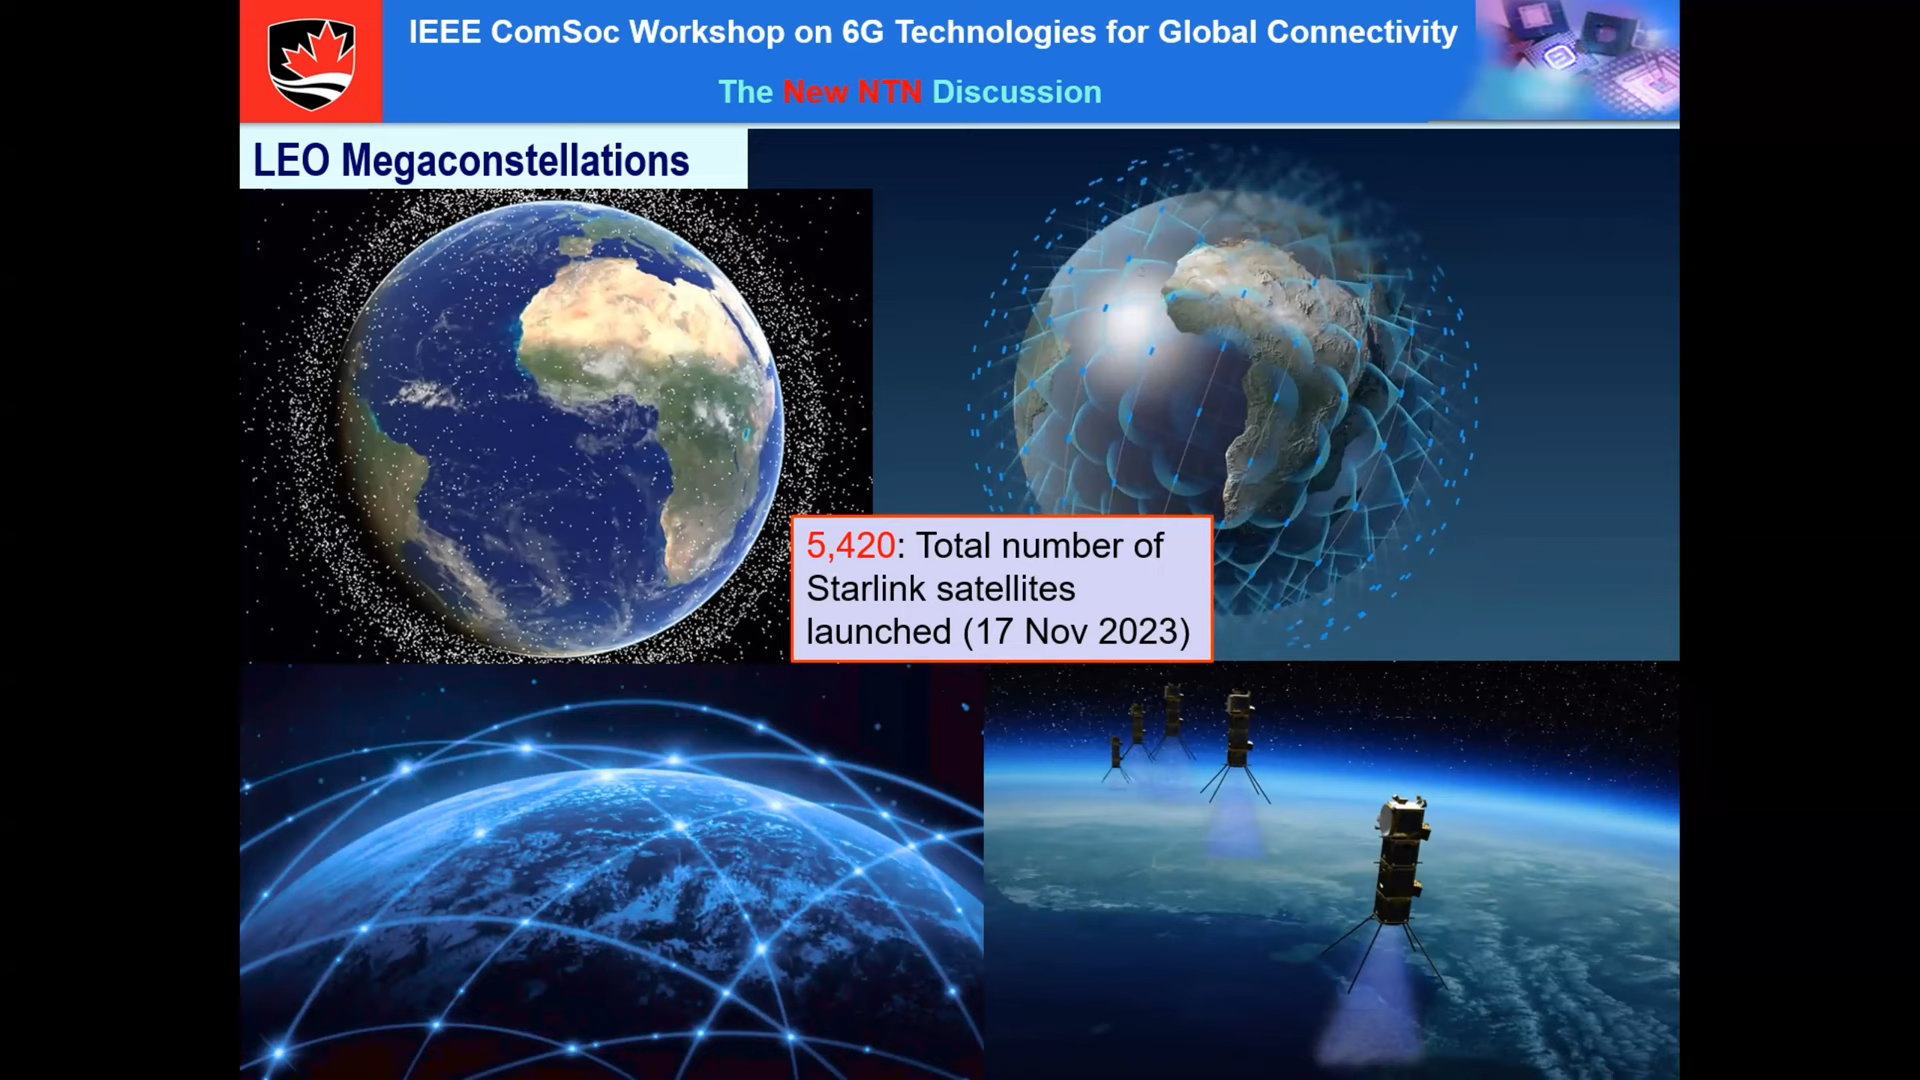 IEEE ComSoc Workshop on 6G Technologies for Global Connectivity
The New NTN Discussion
LEO Megaconstellations
5,420: Total number of
Starlink satellites
launched (17 Nov 2023)